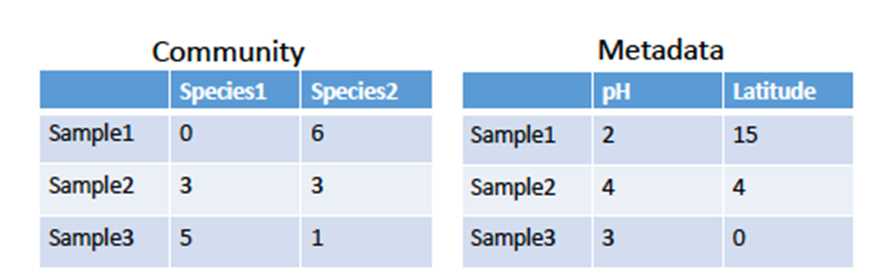 Community
Species1 Species2
Sample1 0 6
Sample2 3 3
Sample3 5 1
Metadata
pH Latitude
Sample1 2 15
Sample2 4 4
Sample3 3 0